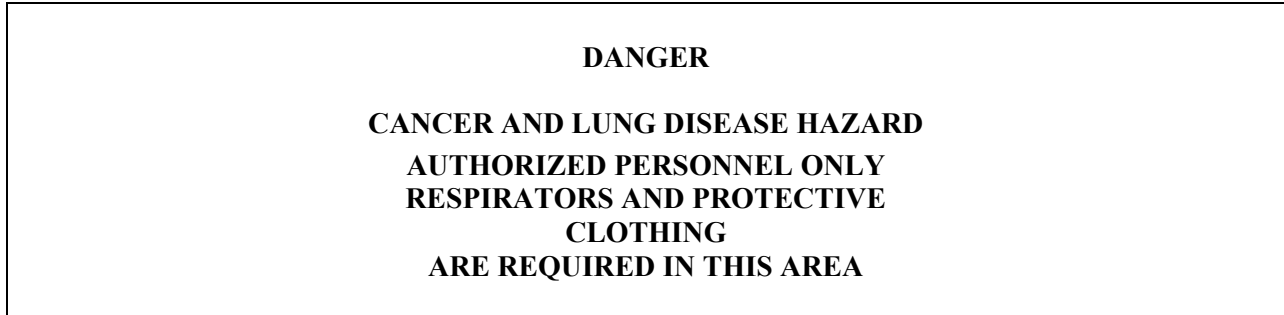 DANGER
CANCER AND LUNG DISEASE HAZARD
AUTHORIZED PERSONNEL ONLY
RESPIRATORS AND PROTECTIVE
CLOTHING
ARE REQUIRED IN THIS AREA